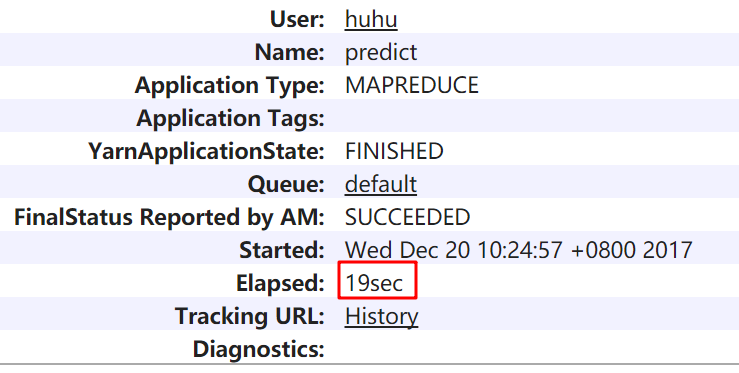 User: huhu
Name: predict
Application Type: MAPREDUCE
Application Tags:
YarnApplicationState: FINISHED
Queue: default
FinalStatus Reported by AM: SUCCEEDED
Started: Wed Dec 20 10:24:57 +0800 2017
Elapsed: 19sec
Tracking URL: History
Diagnostics: